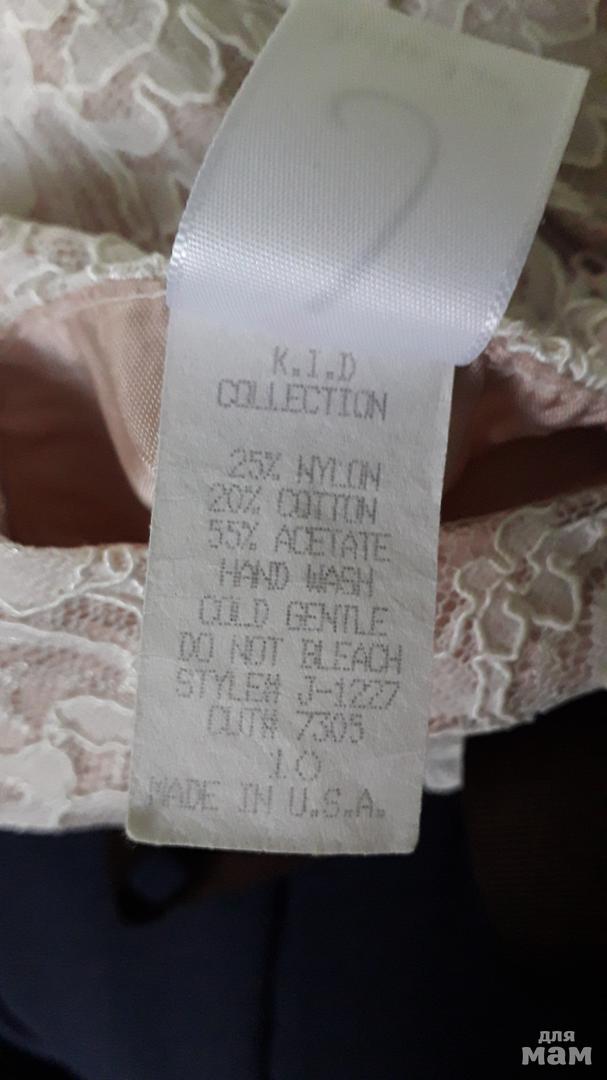 K.I.D
COLLECTION
25% NYLON
20% COTTON
55% ACETATE
HAND WASH
COLD GENTLE
DO NOT BLEACH
STYLE# J-1227
CUT# 7305
10
MADE IN U.S.A.
для
мам